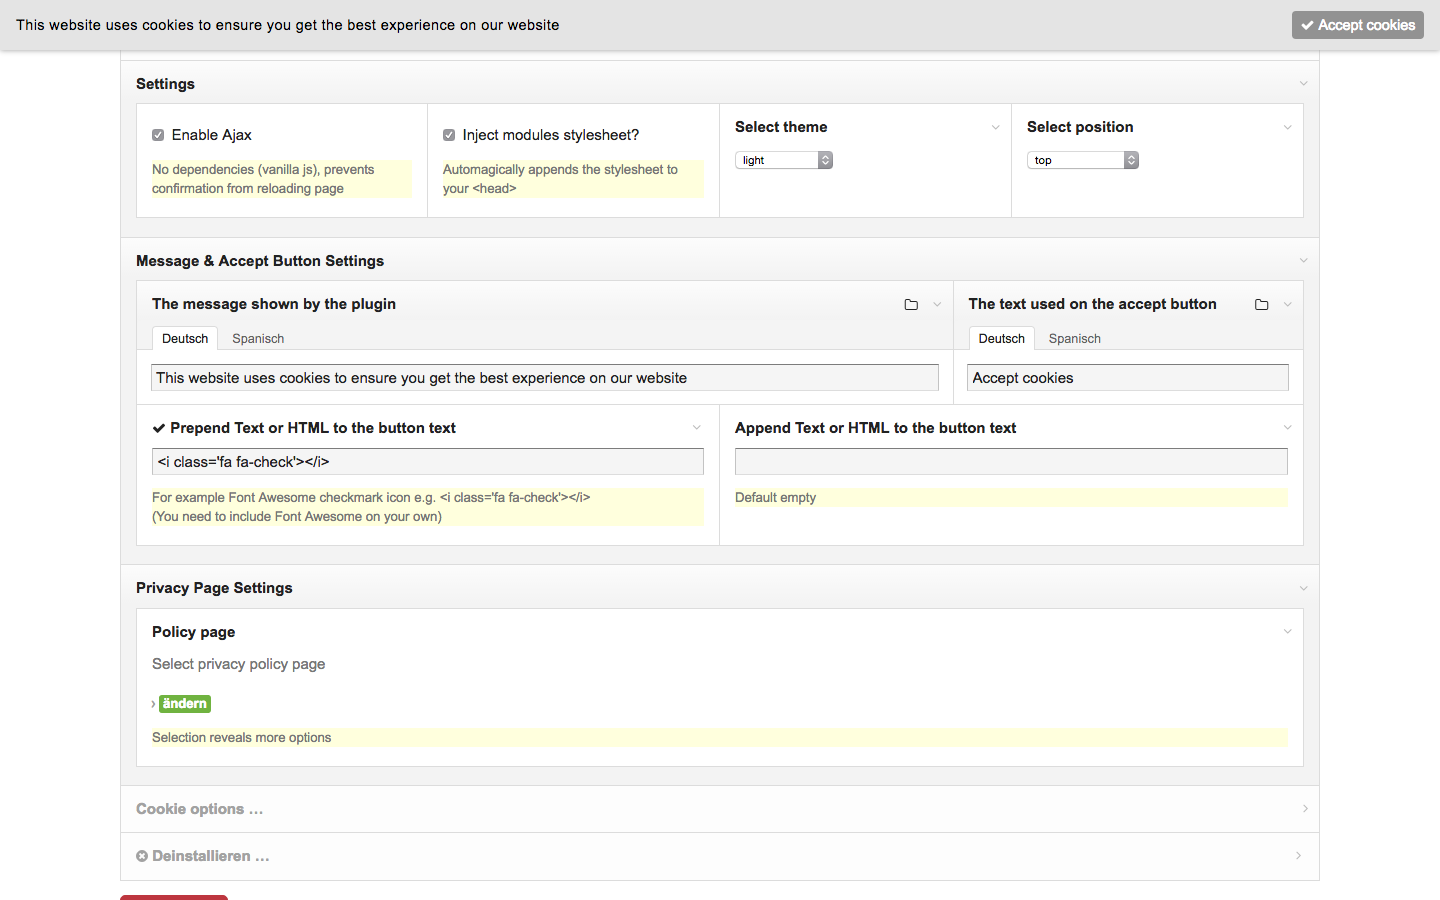 This website uses cookies to ensure you get the best experience on our website
Accept cookies
Settings
Enable Ajax
No dependencies (vanilla js), prevents
confirmation from reloading page
Inject modules stylesheet?
Automagically appends the stylesheet to
your <head>
Select theme
light
Select position
top
Message & Accept Button Settings
The message shown by the plugin
Deutsch Spanisch
This website uses cookies to ensure you get the best experience on our website
The text used on the accept button
Deutsch Spanisch
Accept cookies
Prepend Text or HTML to the button text
<i class='fa fa-check'></i>
For example Font Awesome checkmark icon e.g. <i class='fa fa-check'></i>
(You need to include Font Awesome on your own)
Append Text or HTML to the button text
Default empty
Privacy Page Settings
Policy page
Select privacy policy page
› ändern
Selection reveals more options
Cookie options …
Deinstallieren …